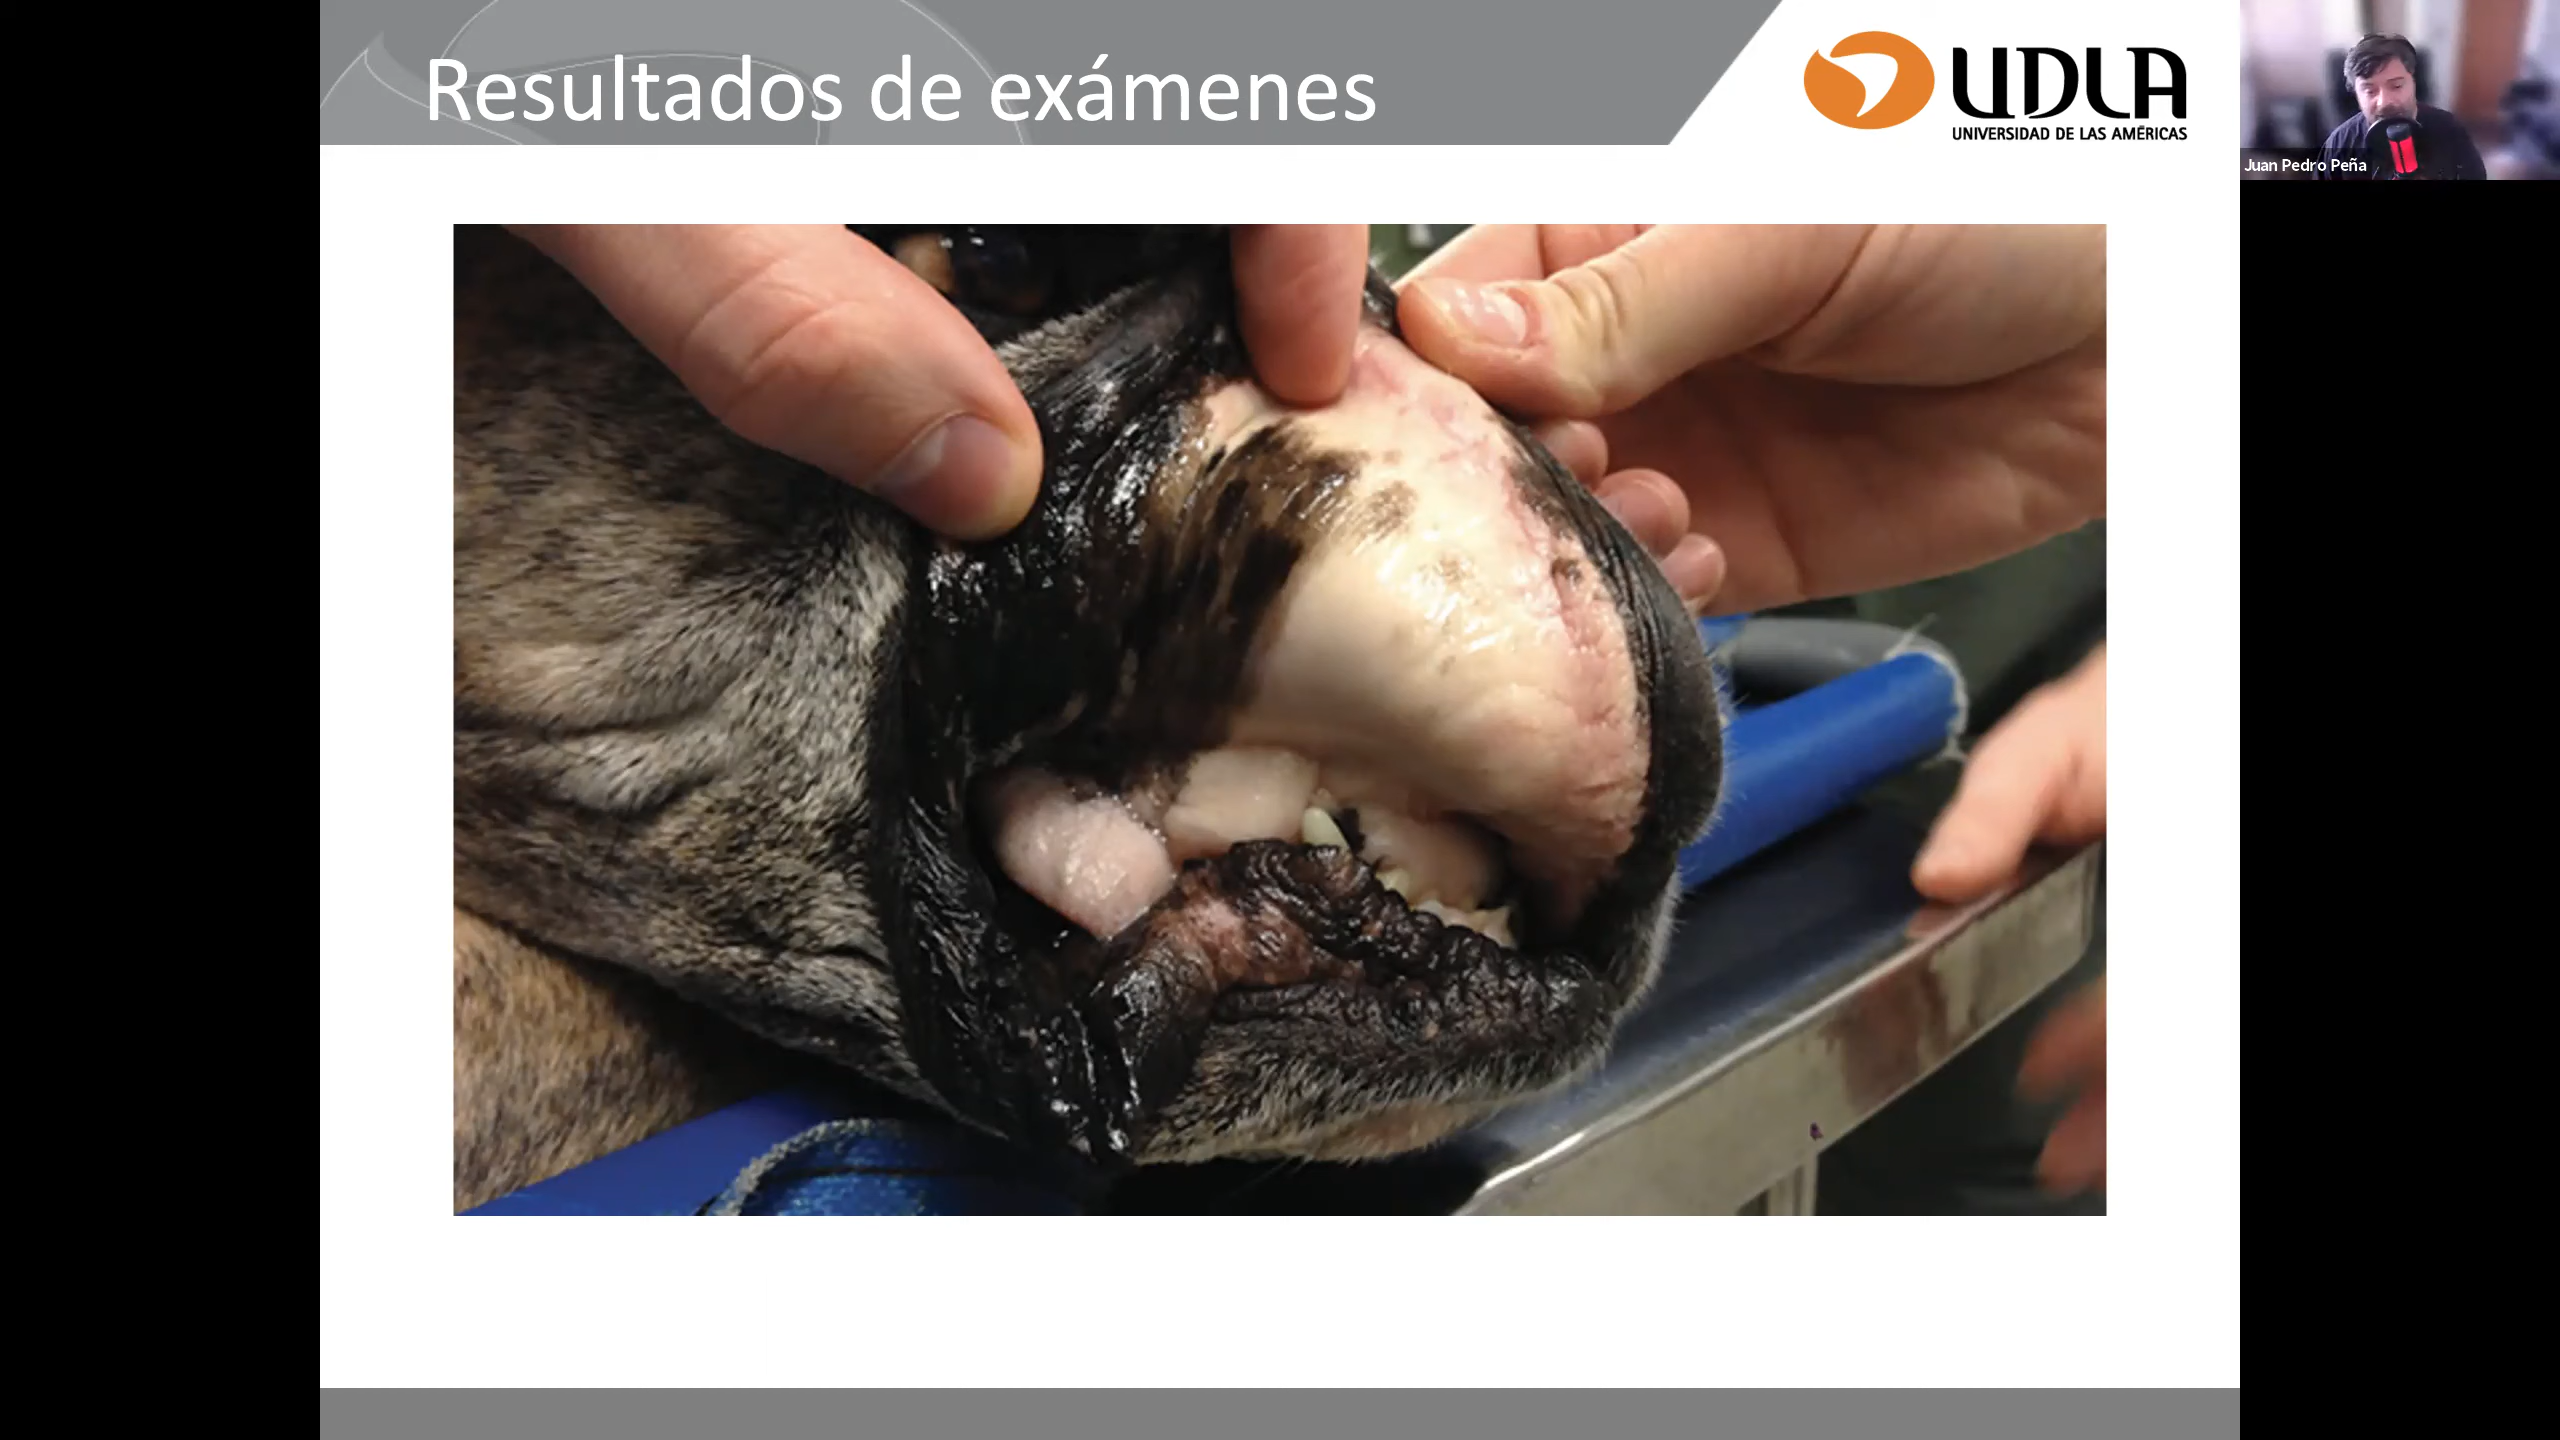 Resultados de exámenes
UDLA
UNIVERSIDAD DE LAS AMÉRICAS
Juan Pedro Peña